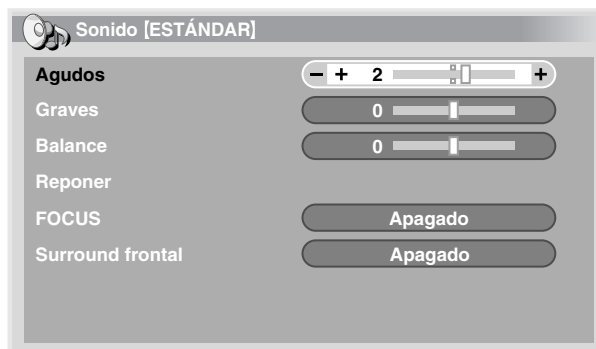 Sonido [ESTÁNDAR]
Agudos − + 2 +
Graves 0
Balance 0
Reponer
FOCUS Apagado
Surround frontal Apagado